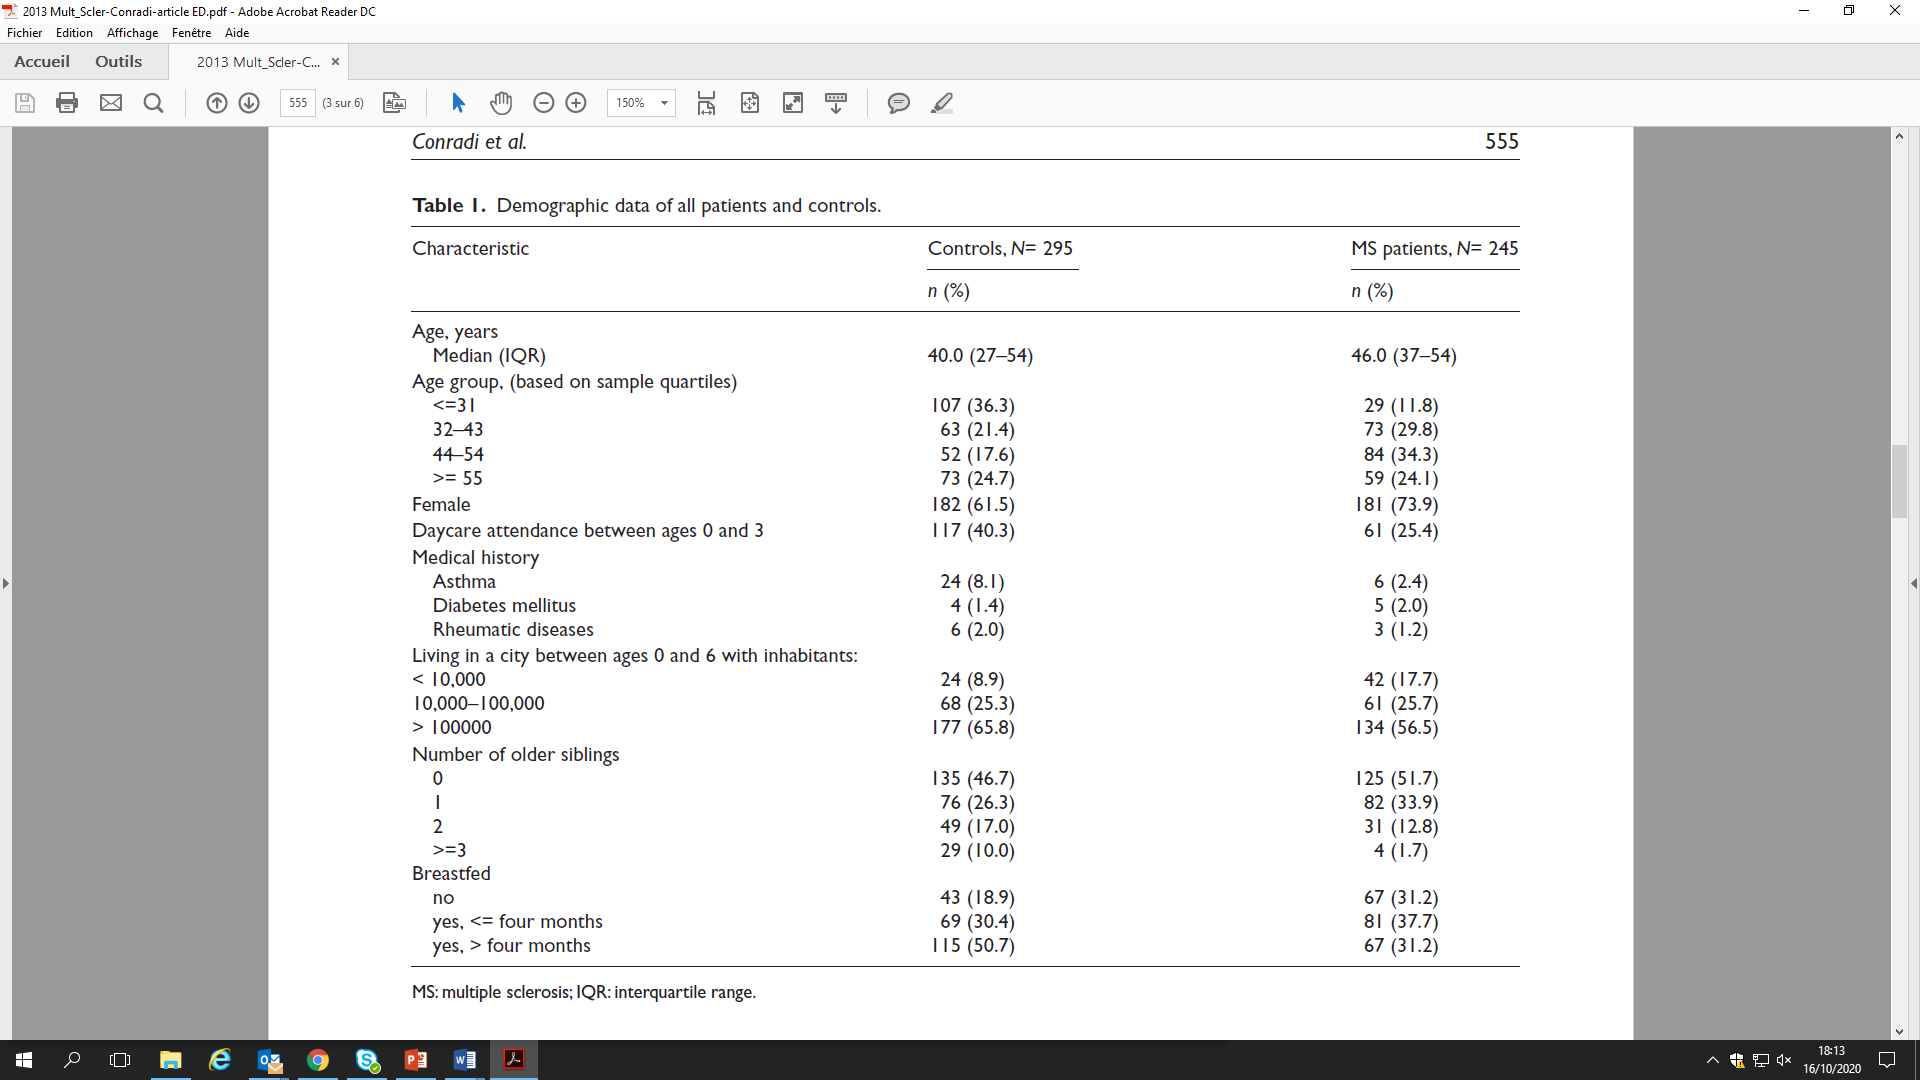 2013 Mult_Scler-Conradi-article ED.pdf - Adobe Acrobat Reader DC
Fichier Edition Affichage Fenêtre Aide
Accueil Outils 2013 Mult_Scler-C... ×
555 (3 sur 6) 150%
Conradi et al. 555
Table 1. Demographic data of all patients and controls.
Characteristic Controls, N= 295 MS patients, N= 245
n (%) n (%)
Age, years
Median (IQR) 40.0 (27–54) 46.0 (37–54)
Age group, (based on sample quartiles)
<=31 107 (36.3) 29 (11.8)
32–43 63 (21.4) 73 (29.8)
44–54 52 (17.6) 84 (34.3)
>= 55 73 (24.7) 59 (24.1)
Female 182 (61.5) 181 (73.9)
Daycare attendance between ages 0 and 3 117 (40.3) 61 (25.4)
Medical history
Asthma 24 (8.1) 6 (2.4)
Diabetes mellitus 4 (1.4) 5 (2.0)
Rheumatic diseases 6 (2.0) 3 (1.2)
Living in a city between ages 0 and 6 with inhabitants:
< 10,000 24 (8.9) 42 (17.7)
10,000–100,000 68 (25.3) 61 (25.7)
> 100000 177 (65.8) 134 (56.5)
Number of older siblings
0 135 (46.7) 125 (51.7)
1 76 (26.3) 82 (33.9)
2 49 (17.0) 31 (12.8)
>=3 29 (10.0) 4 (1.7)
Breastfed
no 43 (18.9) 67 (31.2)
yes, <= four months 69 (30.4) 81 (37.7)
yes, > four months 115 (50.7) 67 (31.2)
MS: multiple sclerosis; IQR: interquartile range.
18:13
16/10/2020